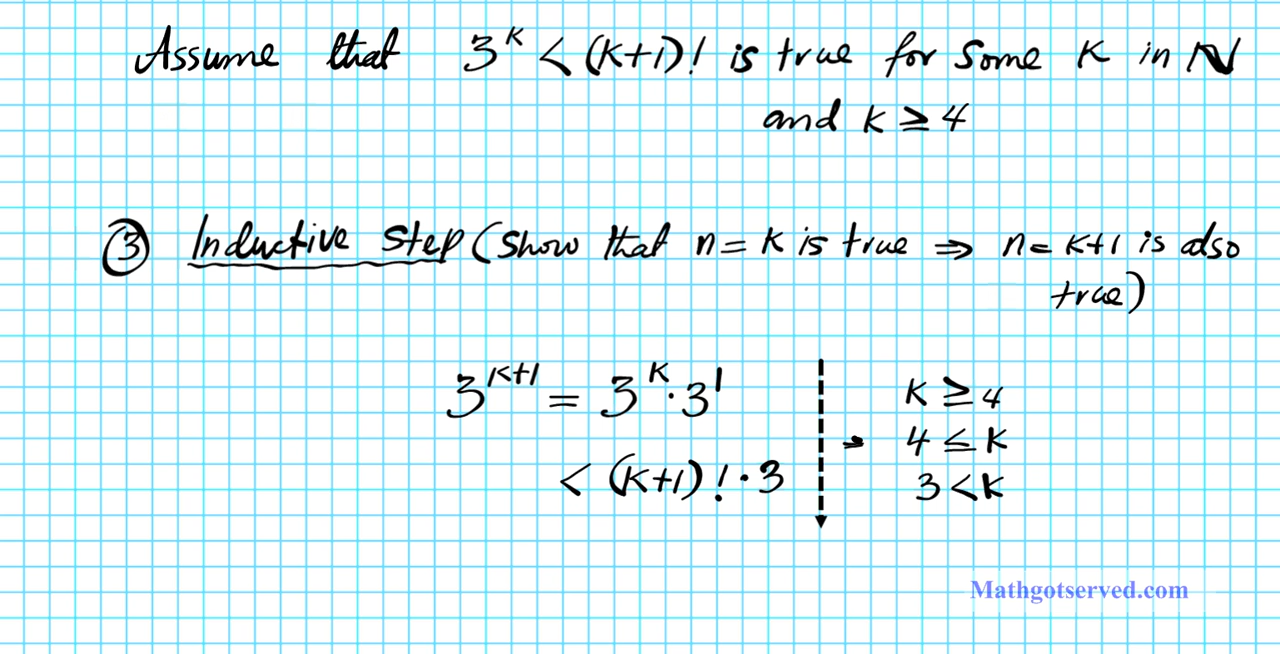 Assume that 3^k < (k+1)! is true for some k in ℕ
and k ≥ 4
③ Inductive Step (show that n = k is true ⇒ n = k+1 is also
true)
3^{k+1} = 3^k · 3^1
< (k+1)! · 3
k ≥ 4
4 ≤ k
3 < k
Mathgotserved.com